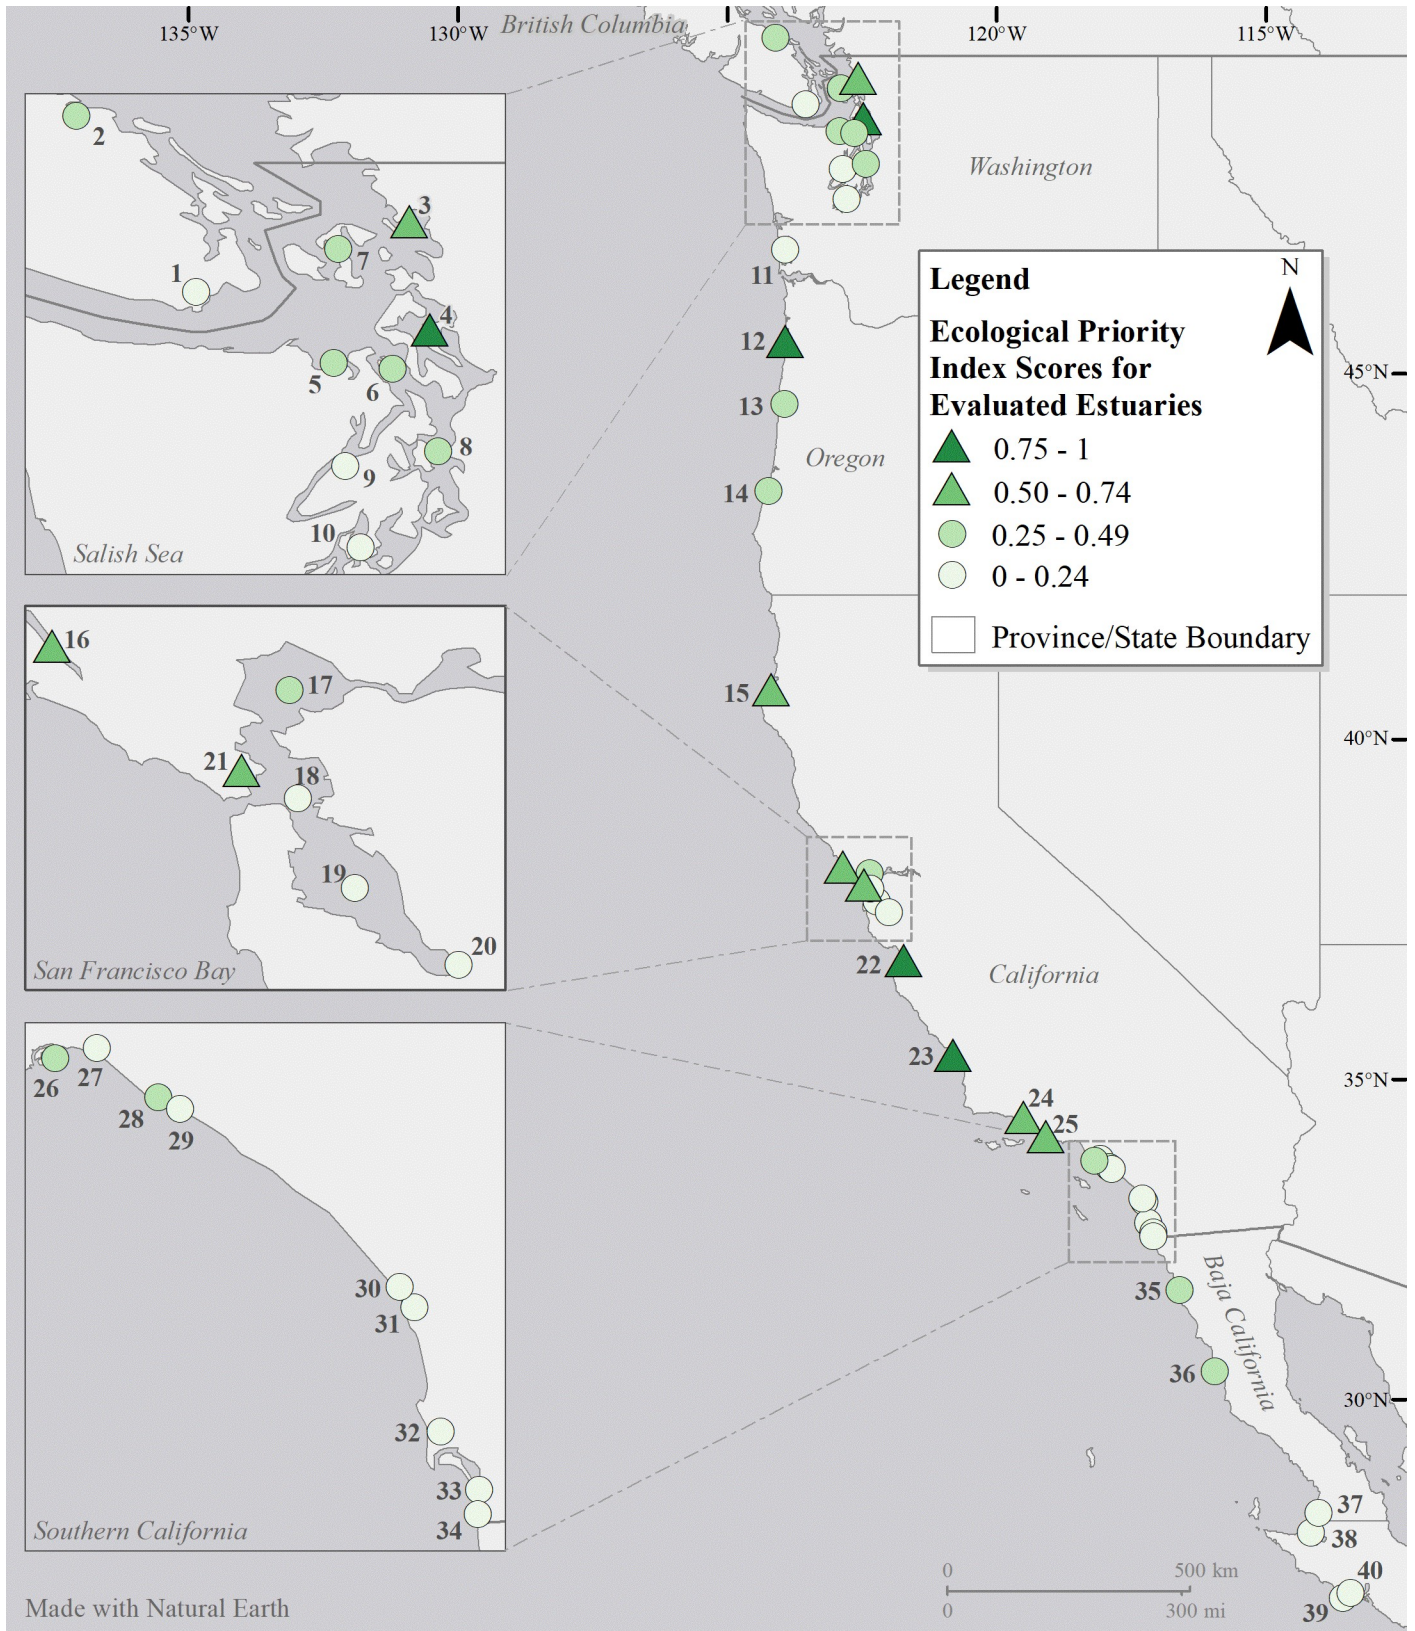 135°W
130°W
British Columbia
120°W
115°W
2
3
7
1
4
5
6
8
9
10
Salish Sea
Washington
11
12
13
14
Oregon
45°N
Legend
N
Ecological Priority
Index Scores for
Evaluated Estuaries
0.75 - 1
0.50 - 0.74
0.25 - 0.49
0 - 0.24
Province/State Boundary
16
17
21
18
19
20
San Francisco Bay
15
40°N
22
California
23
35°N
24
25
26
27
28
29
30
31
32
33
34
Southern California
35
36
Baja California
30°N
37
38
40
39
0
500 km
0
300 mi
Made with Natural Earth